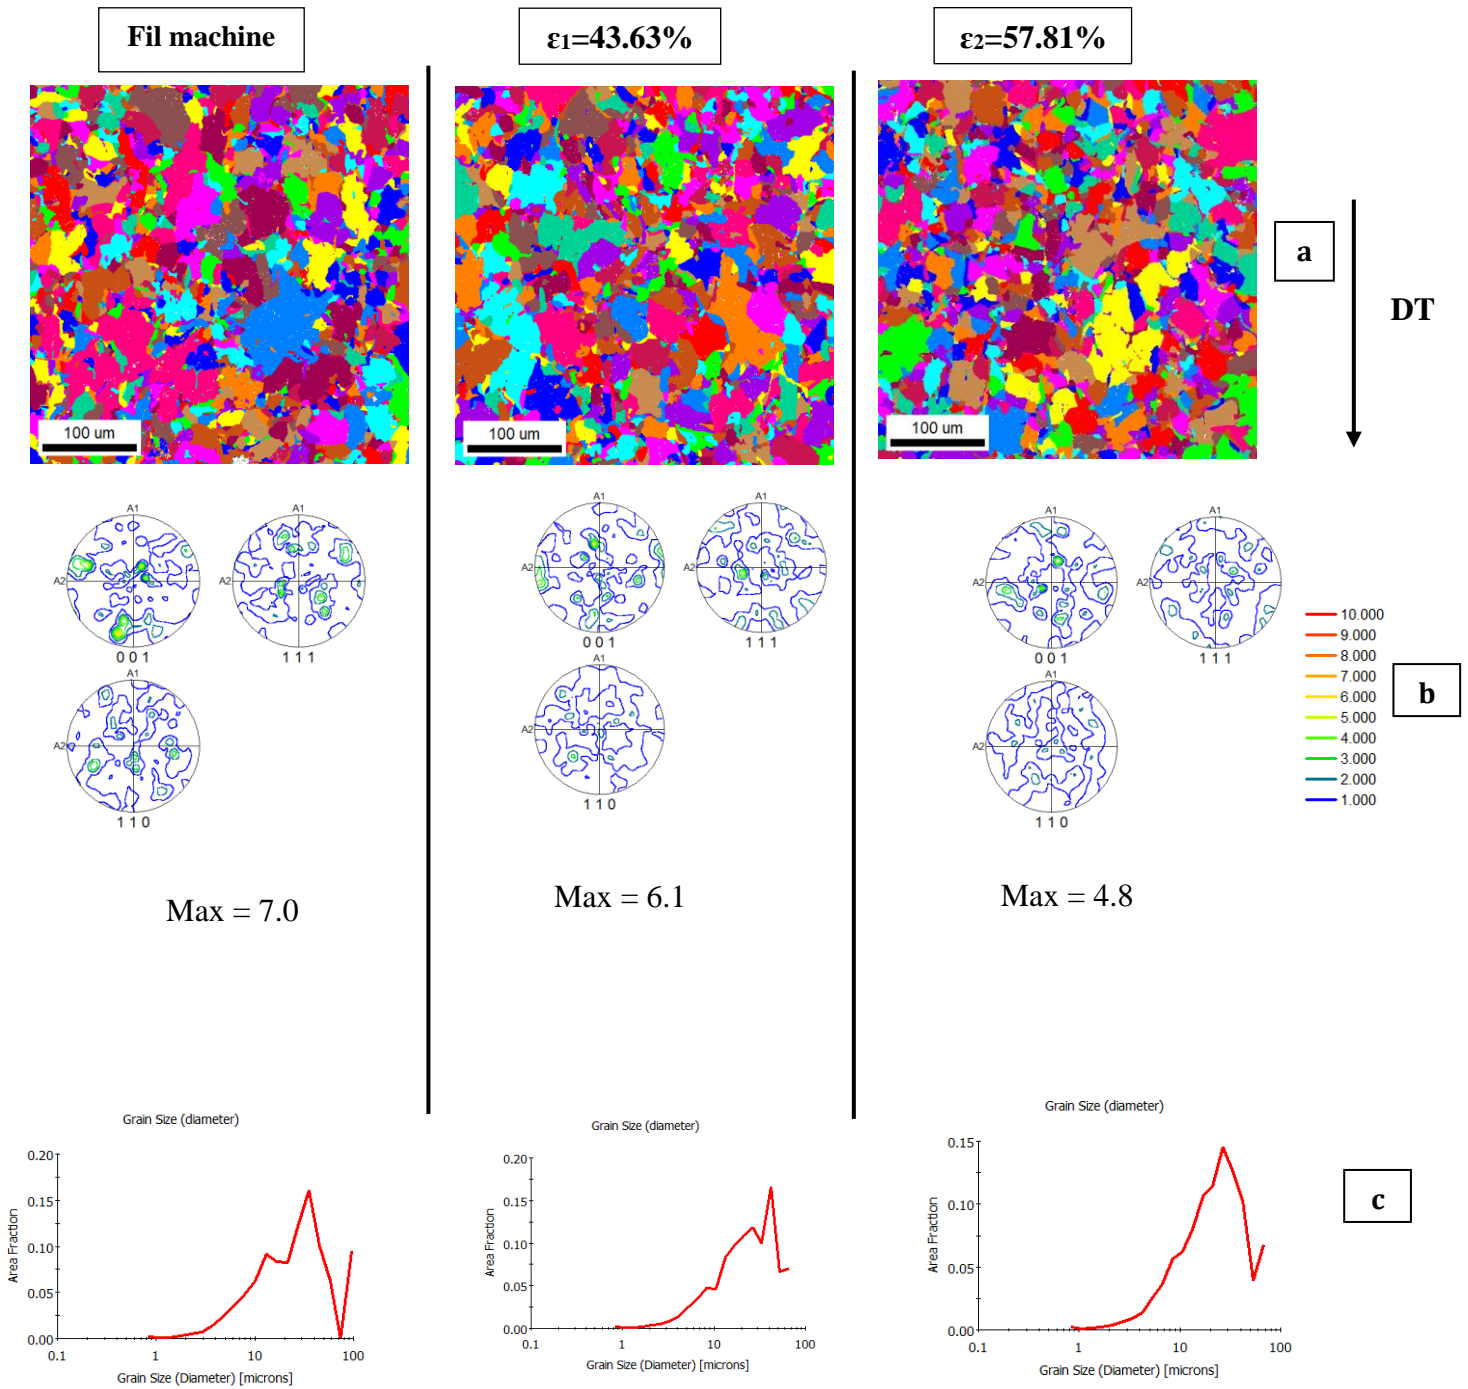 Fil machine
ε1=43.63%
ε2=57.81%
100 um
100 um
100 um
a
DT
A1
A2
0 0 1
A1
1 1 1
A1
A2
1 1 0
A1
A2
0 0 1
A1
A2
1 1 1
A1
A2
1 1 0
A1
A2
0 0 1
A1
A2
1 1 1
A1
A2
1 1 0
10.000
9.000
8.000
7.000
6.000
5.000
4.000
3.000
2.000
1.000
b
Max = 7.0
Max = 6.1
Max = 4.8
Grain Size (diameter)
0.20
0.15
0.10
0.05
0.00
Area Fraction
0.1 1 10 100
Grain Size (Diameter) [microns]
Grain Size (diameter)
0.20
0.15
0.10
0.05
0.00
Area Fraction
0.1 1 10 100
Grain Size (Diameter) [microns]
Grain Size (diameter)
0.15
0.10
0.05
0.00
Area Fraction
0.1 1 10 100
Grain Size (Diameter) [microns]
c